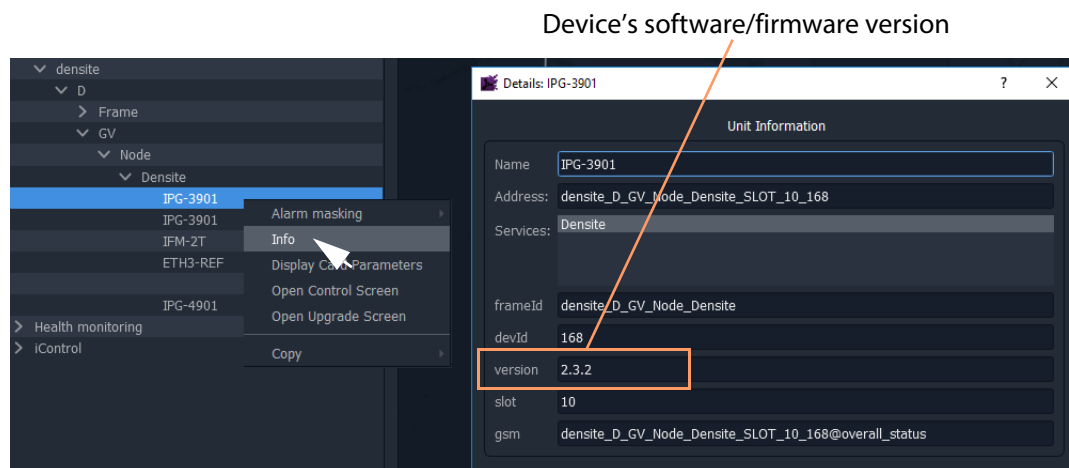 Device's software/firmware version
densite
D
Frame
GV
Node
Densite
IPG-3901
IPG-3901
IFM-2T
ETH3-REF
IPG-4901
Health monitoring
iControl
Alarm masking
Info
Display Card Parameters
Open Control Screen
Open Upgrade Screen
Copy
Details: IPG-3901 ?
Unit Information
Name IPG-3901
Address: densite_D_GV_Node_Densite_SLOT_10_168
Services: Densite
frameId densite_D_GV_Node_Densite
devId 168
version 2.3.2
slot 10
gsm densite_D_GV_Node_Densite_SLOT_10_168@overall_status